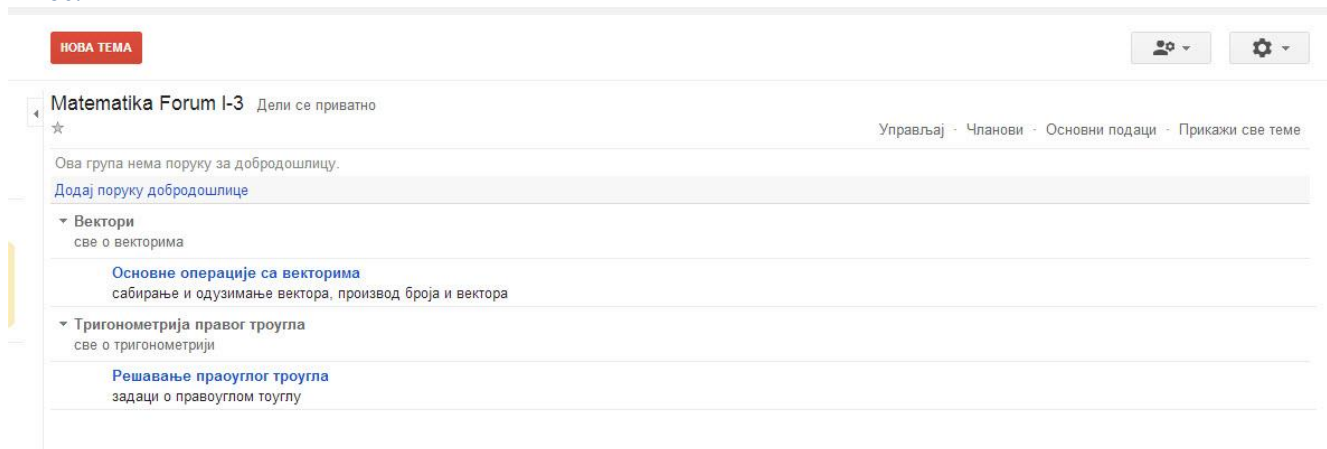 НОВА ТЕМА
Matematika Forum I-3 Дели се приватно
Управљај - Чланови - Основни подаци - Прикажи све теме
Ова група нема поруку за добродошлицу.
Додај поруку добродошлице
Вектори
све о векторима
Основне операције са векторима
сабирање и одузимање вектора, производ броја и вектора
Тригонометрија правог троугла
све о тригонометрији
Решавање праоуглог троугла
задаци о правоуглом тоуглу